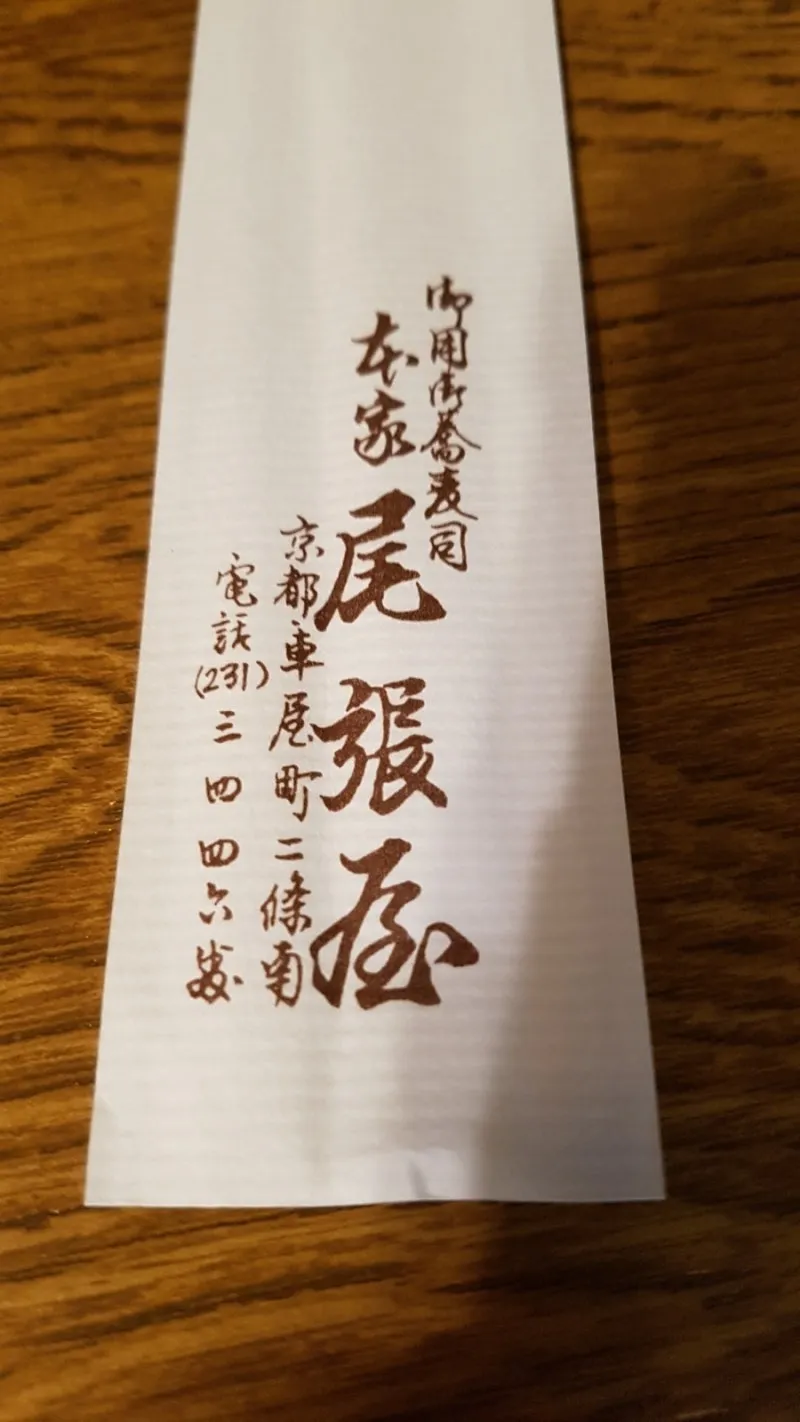 御用御蕎麦司
本家尾張屋
京都車屋町二條南
電話(231)三四四六番